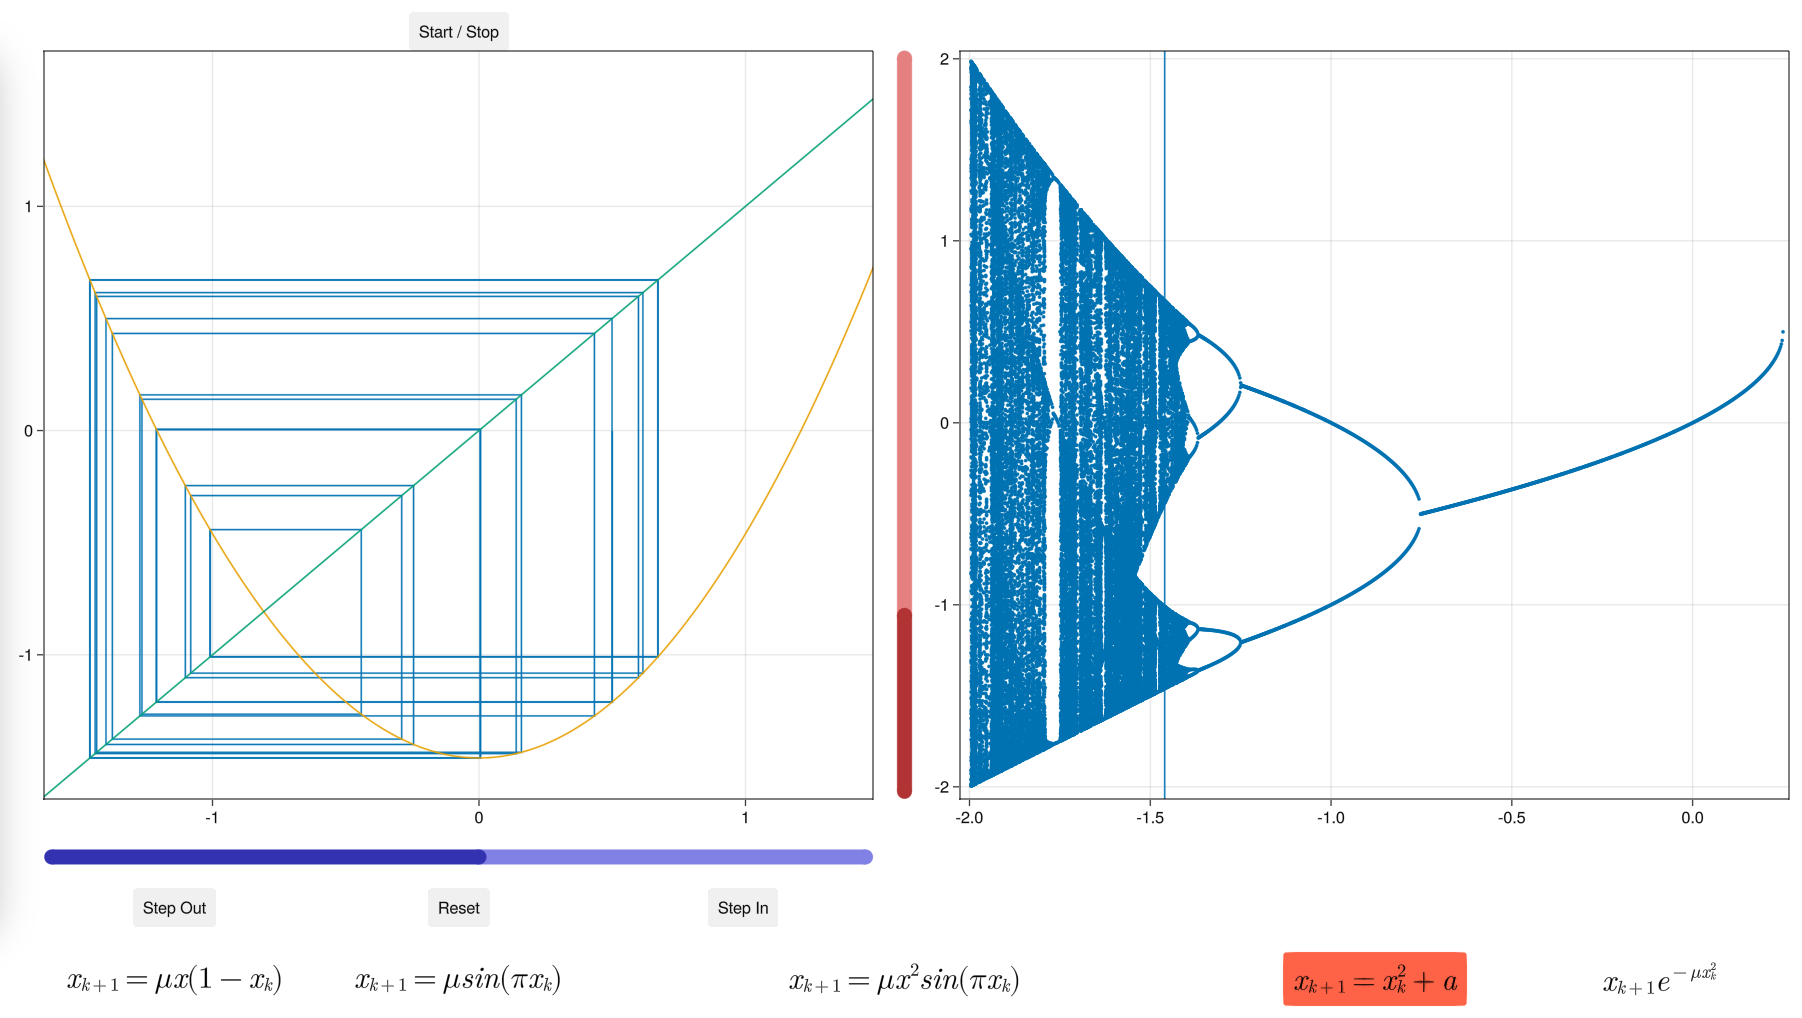 Start / Stop
1
0
-1
-1
0
1
2
1
0
-1
-2
-2.0
-1.5
-1.0
-0.5
0.0
Step Out
Reset
Step In
x_{k+1} = μx(1 − x_k)
x_{k+1} = μsin(πx_k)
x_{k+1} = μx^2sin(πx_k)
x_{k+1} = x_k^2 + a
x_{k+1}e^{−μx_k^2}